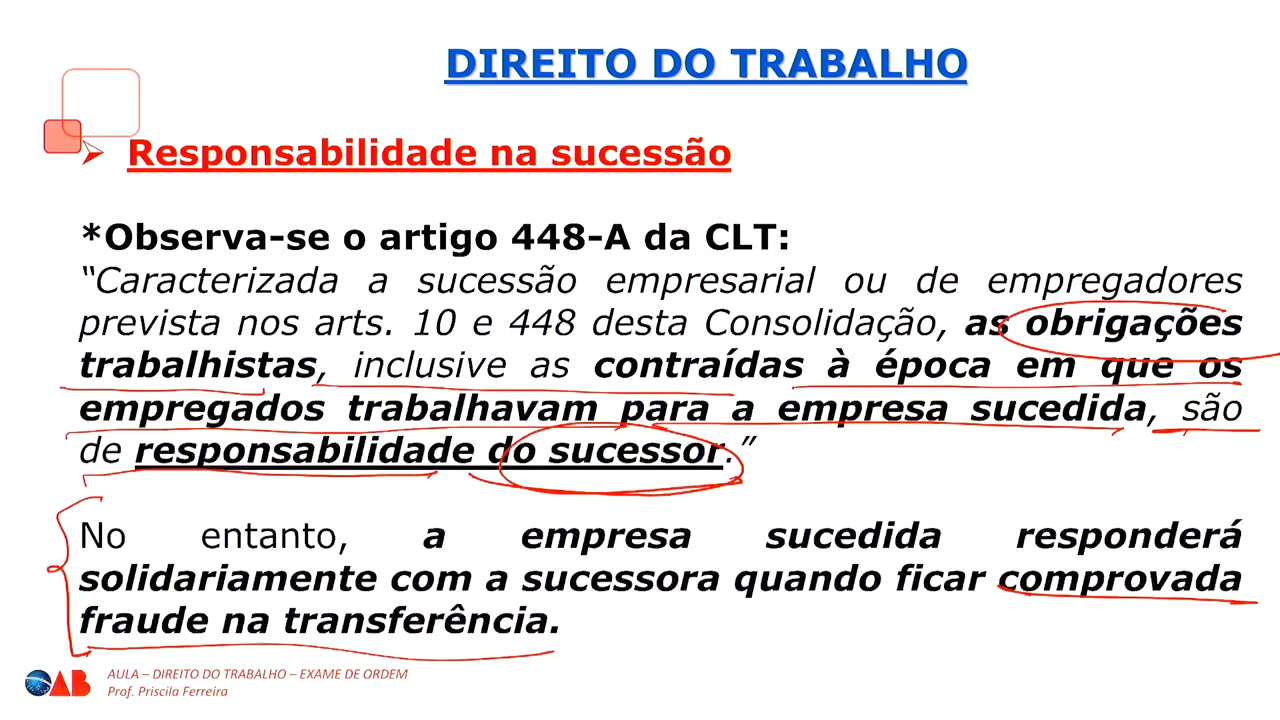 DIREITO DO TRABALHO
Responsabilidade na sucessão
*Observa-se o artigo 448-A da CLT:
“Caracterizada a sucessão empresarial ou de empregadores
prevista nos arts. 10 e 448 desta Consolidação, as obrigações
trabalhistas, inclusive as contraídas à época em que os
empregados trabalhavam para a empresa sucedida, são
de responsabilidade do sucessor.”
No entanto, a empresa sucedida responderá
solidariamente com a sucessora quando ficar comprovada
fraude na transferência.
OAB
AULA – DIREITO DO TRABALHO – EXAME DE ORDEM
Prof. Priscila Ferreira